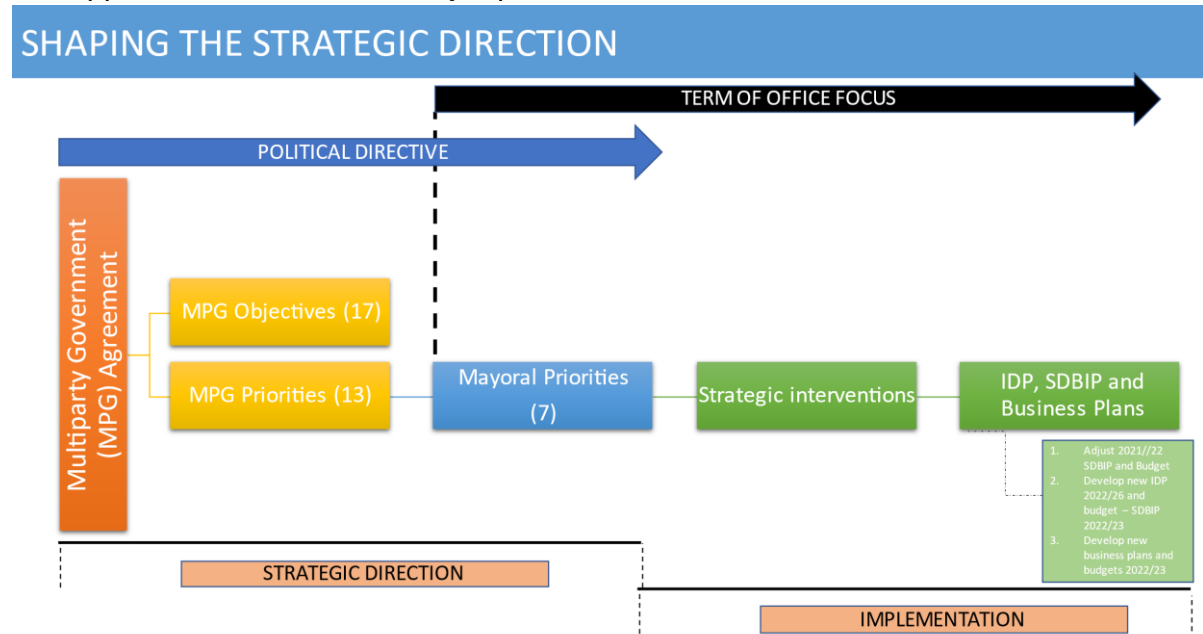 SHAPING THE STRATEGIC DIRECTION
TERM OF OFFICE FOCUS
POLITICAL DIRECTIVE
Multiparty Government
(MPG) Agreement
MPG Objectives (17)
MPG Priorities (13)
Mayoral Priorities
(7)
Strategic interventions
IDP, SDBIP and
Business Plans
1. Adjust 2021//22
SDBIP and Budget
2. Develop new IDP
2022/26 and
budget – SDBIP
2022/23
3. Develop new
business plans and
budgets 2022/23
STRATEGIC DIRECTION
IMPLEMENTATION